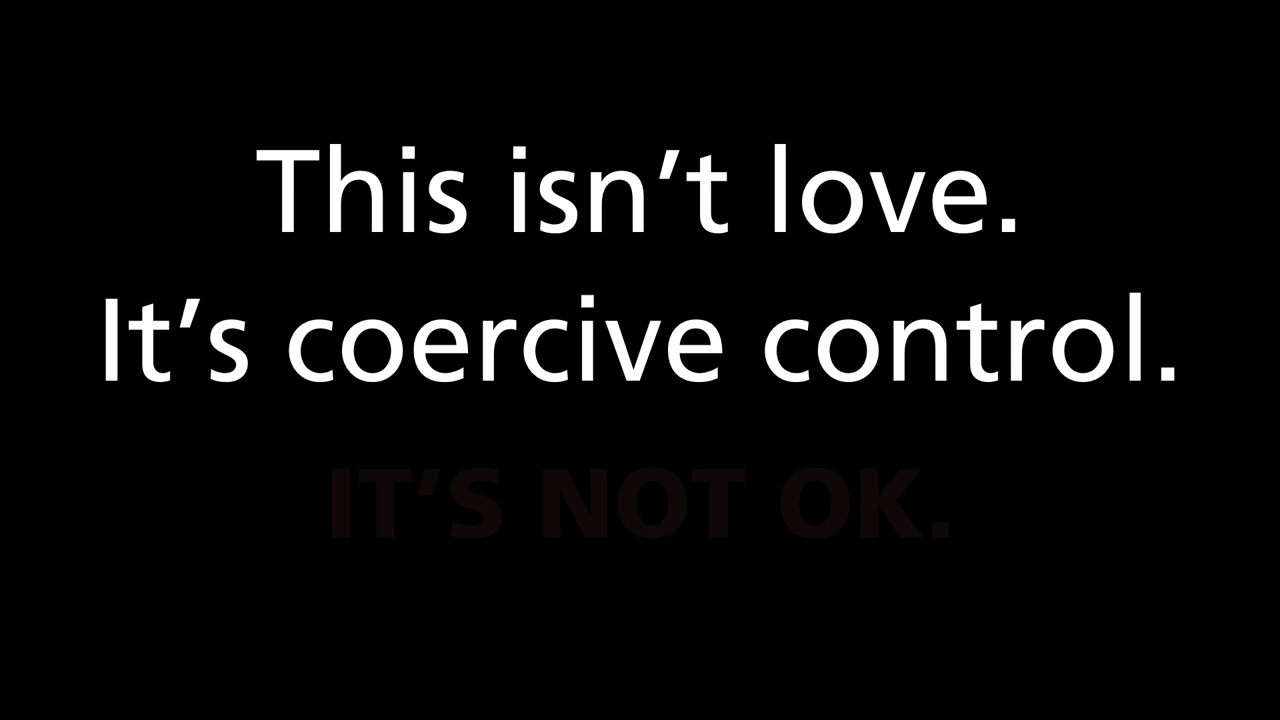 This isn’t love.
It’s coercive control.
IT’S NOT OK.